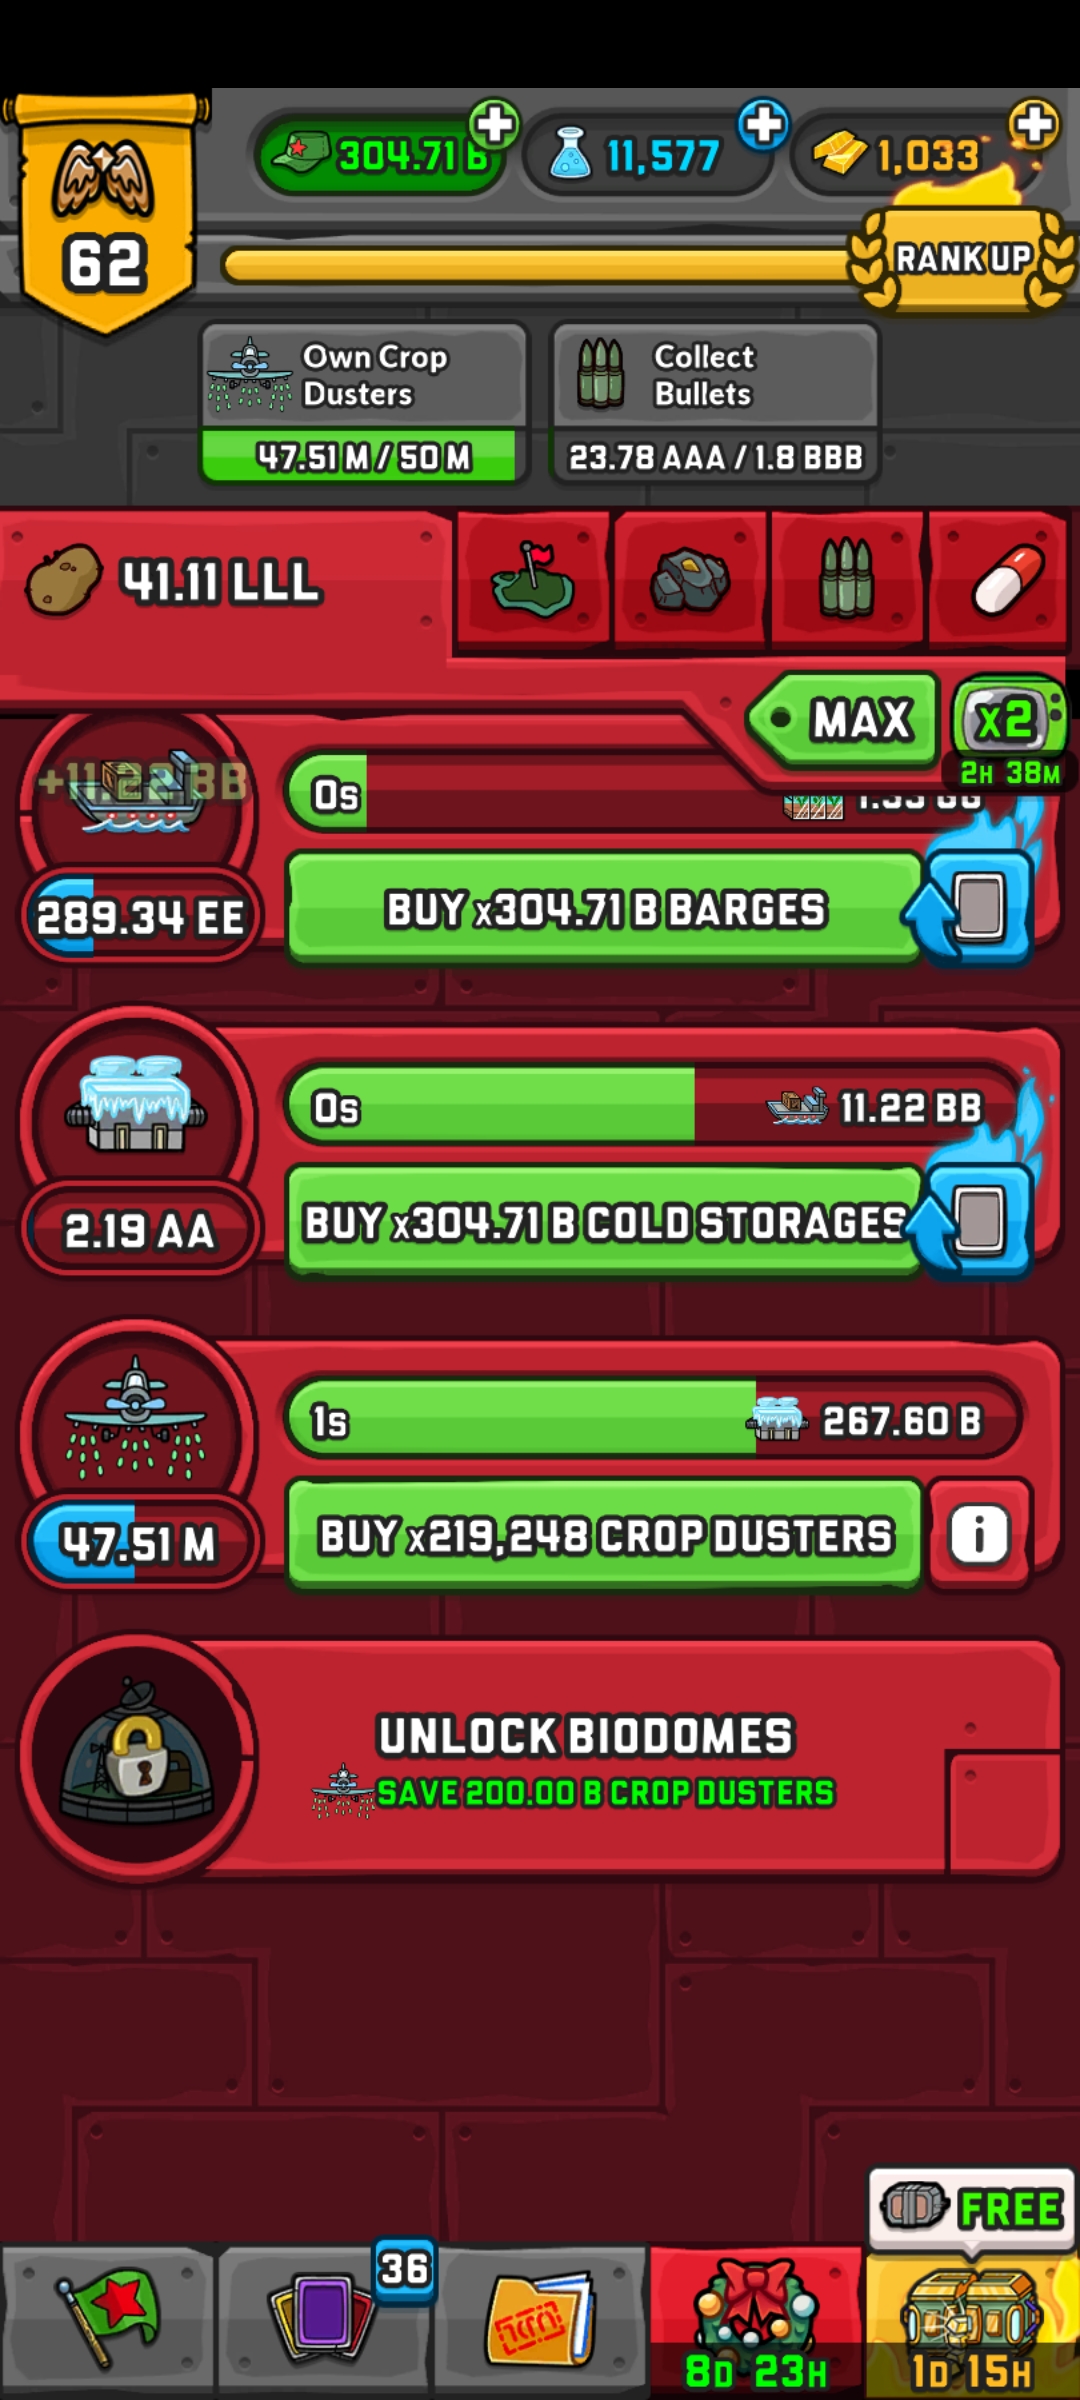 304.71 B
11,577
1,033
62
RANK UP
Own Crop
Dusters
47.51 M / 50 M
Collect
Bullets
23.78 AAA / 1.8 BBB
41.11 LLL
MAX
x2
2H 38M
+11.22 BB
0s
289.34 EE
BUY x304.71 B BARGES
0s
11.22 BB
2.19 AA
BUY x304.71 B COLD STORAGES
1s
267.60 B
47.51 M
BUY x219,248 CROP DUSTERS
i
UNLOCK BIODOMES
SAVE 200.00 B CROP DUSTERS
FREE
36
8D 23H
1D 15H